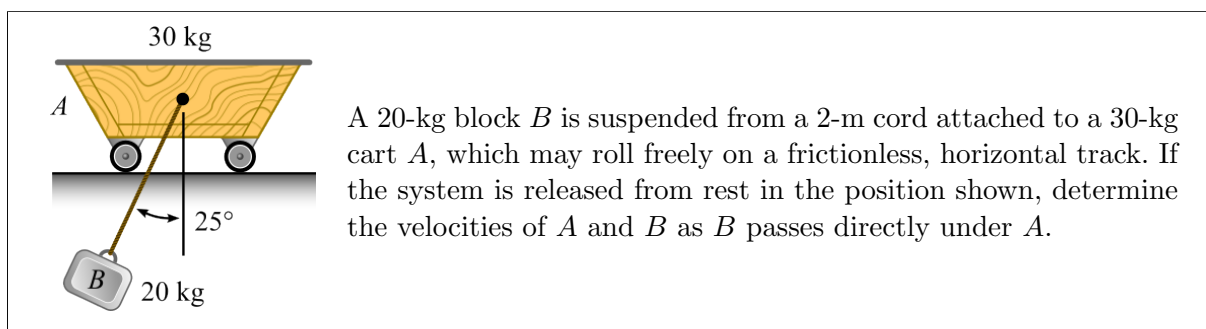 30 kg
A
25°
B
20 kg
A 20-kg block B is suspended from a 2-m cord attached to a 30-kg
cart A, which may roll freely on a frictionless, horizontal track. If
the system is released from rest in the position shown, determine
the velocities of A and B as B passes directly under A.